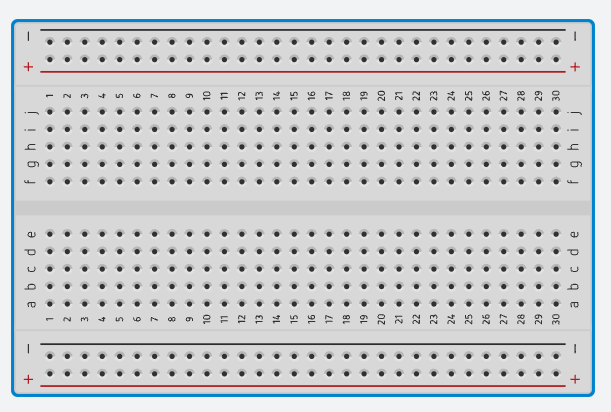 − −
+ +
1 2 3 4 5 6 7 8 9 10 11 12 13 14 15 16 17 18 19 20 21 22 23 24 25 26 27 28 29 30
j j
i i
h h
g g
f f
e e
d d
c c
b b
a a
1 2 3 4 5 6 7 8 9 10 11 12 13 14 15 16 17 18 19 20 21 22 23 24 25 26 27 28 29 30
− −
+ +